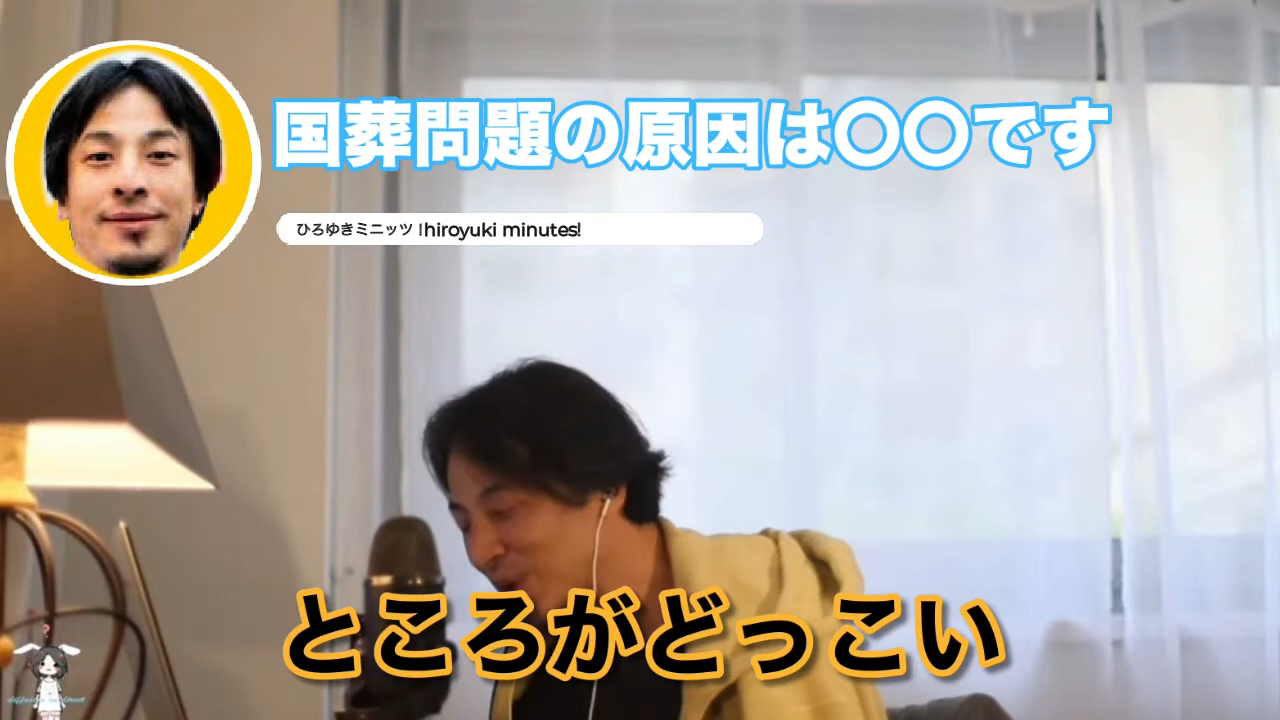 国葬問題の原因は〇〇です
ひろゆきミニッツ !hiroyuki minutes!
ところがどっこい